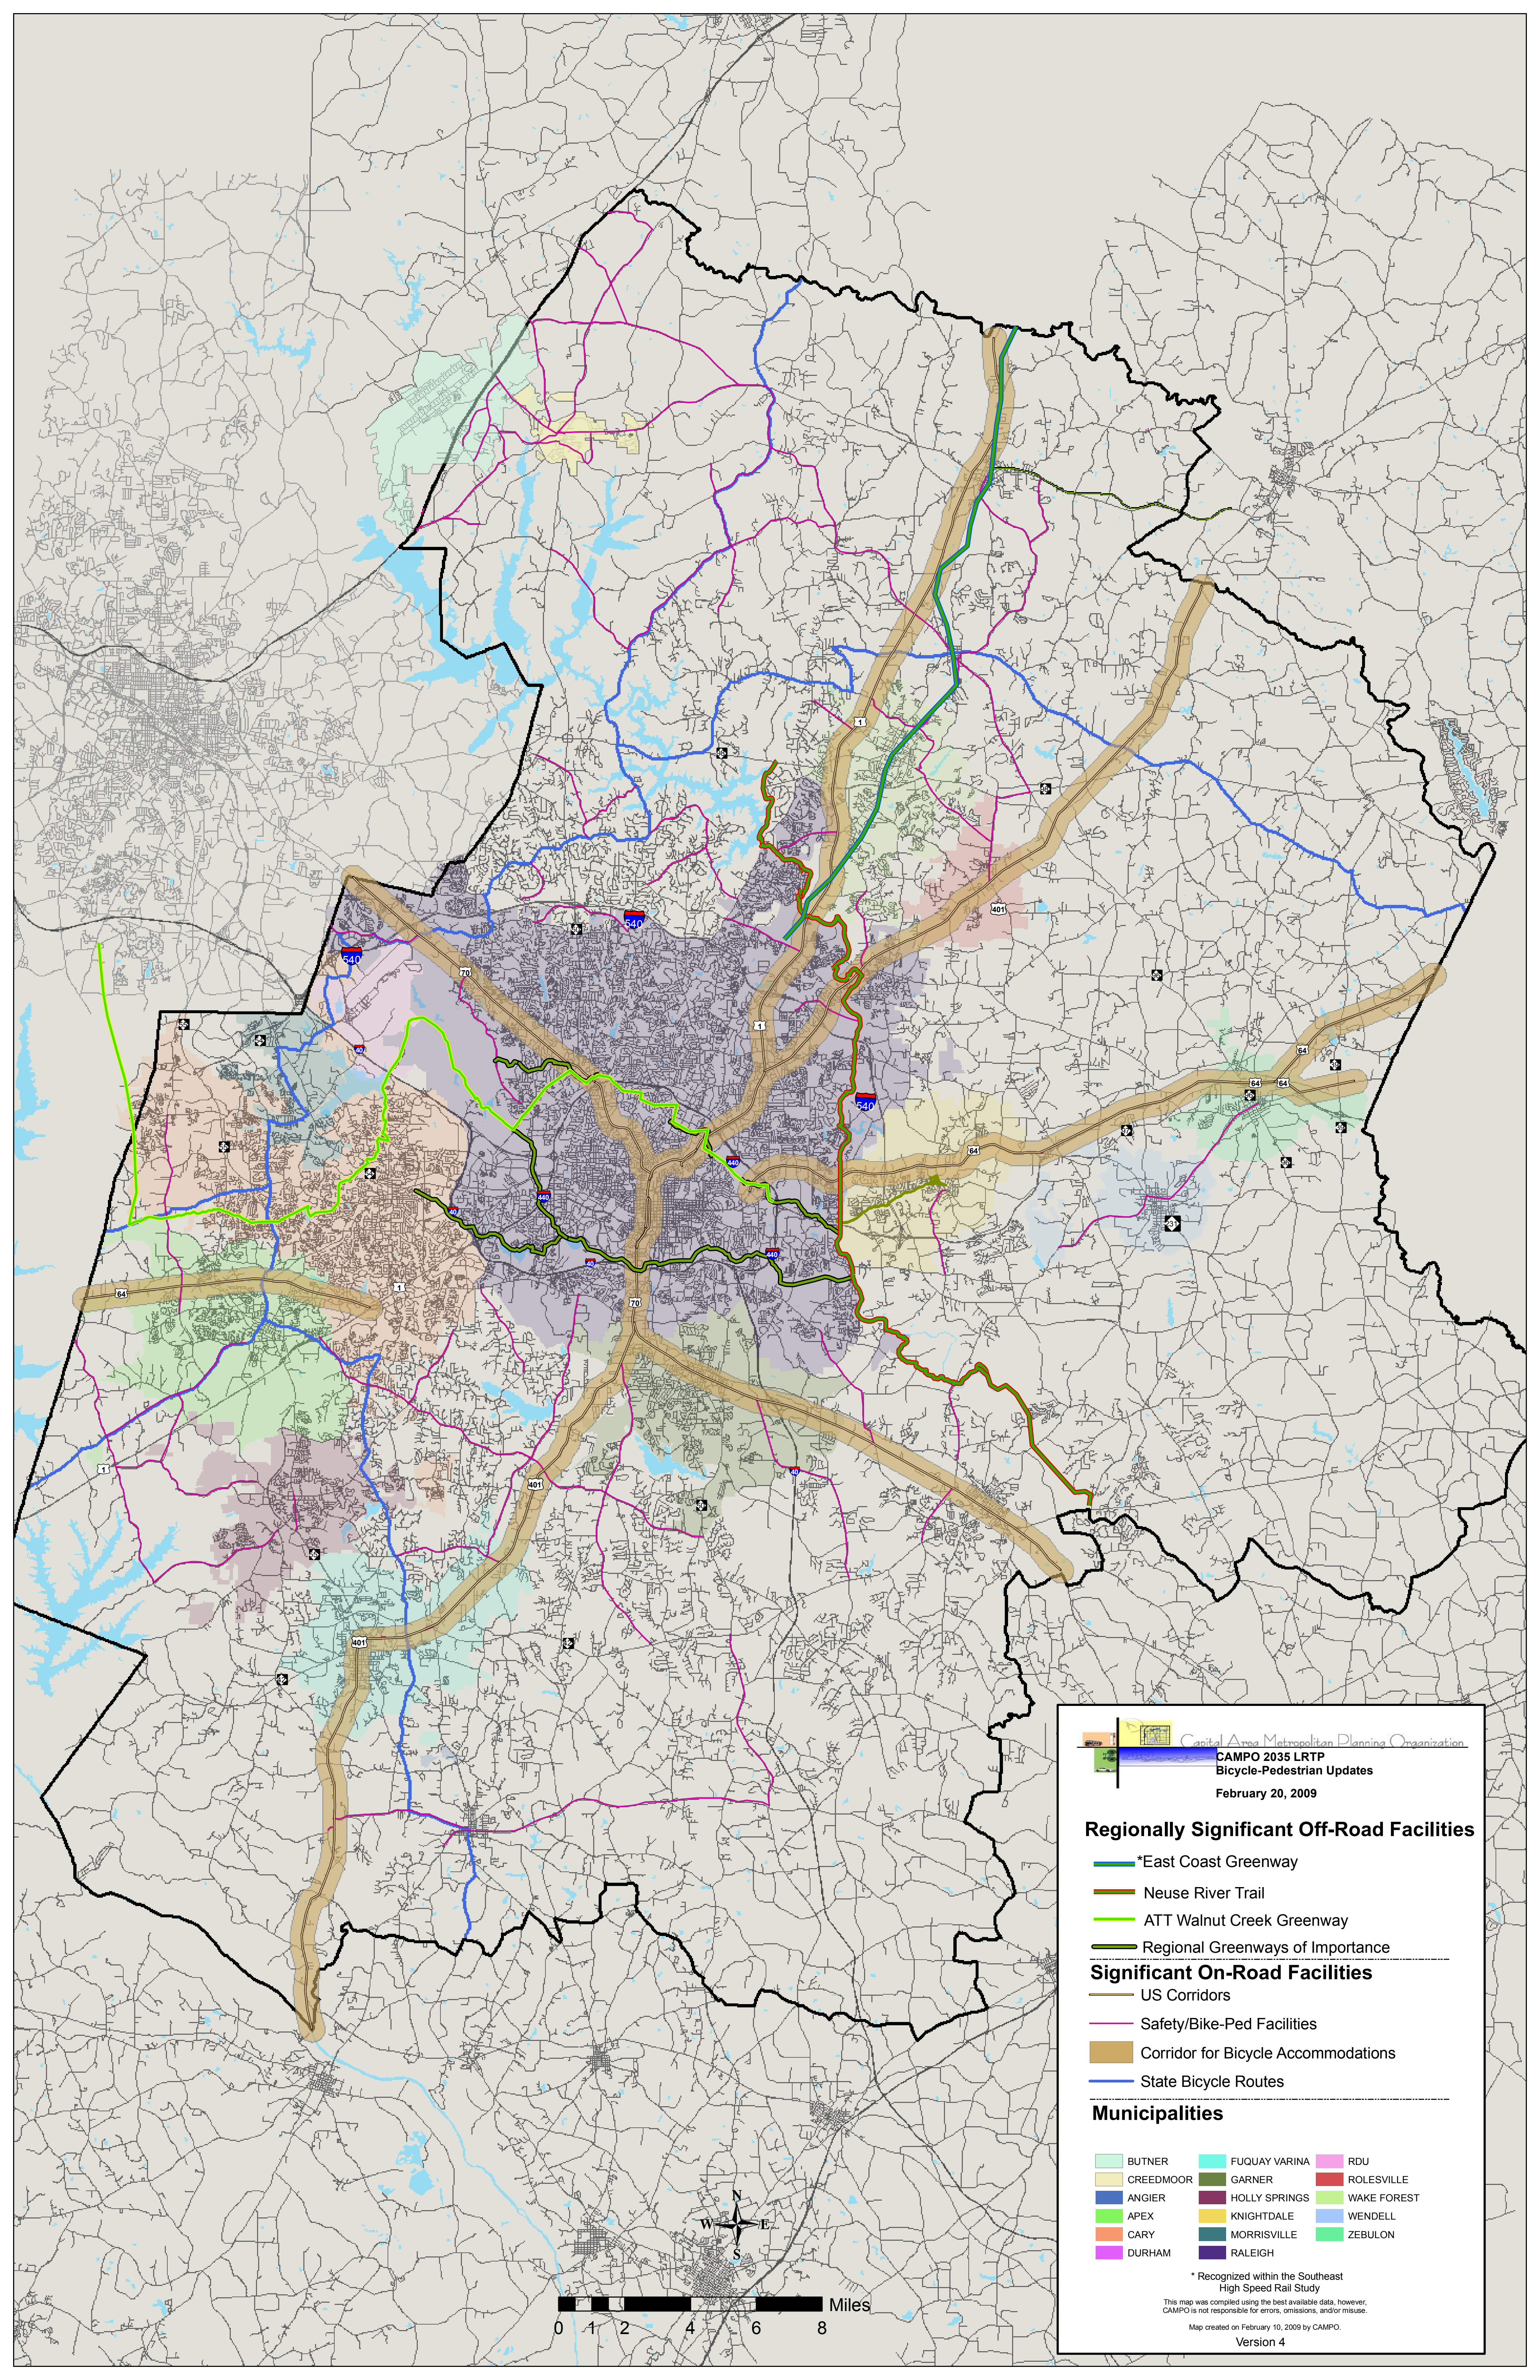 1
401
540
540
70
1
40
64
64
64
540
64
440
40
440
231
440
40
1
64
70
1
40
401
401
Capital Area Metropolitan Planning Organization
CAMPO 2035 LRTP
Bicycle-Pedestrian Updates
February 20, 2009
Regionally Significant Off-Road Facilities
*East Coast Greenway
Neuse River Trail
ATT Walnut Creek Greenway
Regional Greenways of Importance
Significant On-Road Facilities
US Corridors
Safety/Bike-Ped Facilities
Corridor for Bicycle Accommodations
State Bicycle Routes
Municipalities
BUTNER
CREEDMOOR
ANGIER
APEX
CARY
DURHAM
FUQUAY VARINA
GARNER
HOLLY SPRINGS
KNIGHTDALE
MORRISVILLE
RALEIGH
RDU
ROLESVILLE
WAKE FOREST
WENDELL
ZEBULON
* Recognized within the Southeast
High Speed Rail Study
This map was compiled using the best available data, however,
CAMPO is not responsible for errors, omissions, and/or misuse.
Map created on February 10, 2009 by CAMPO.
Version 4
N
W E
S
Miles
0 1 2 4 6 8